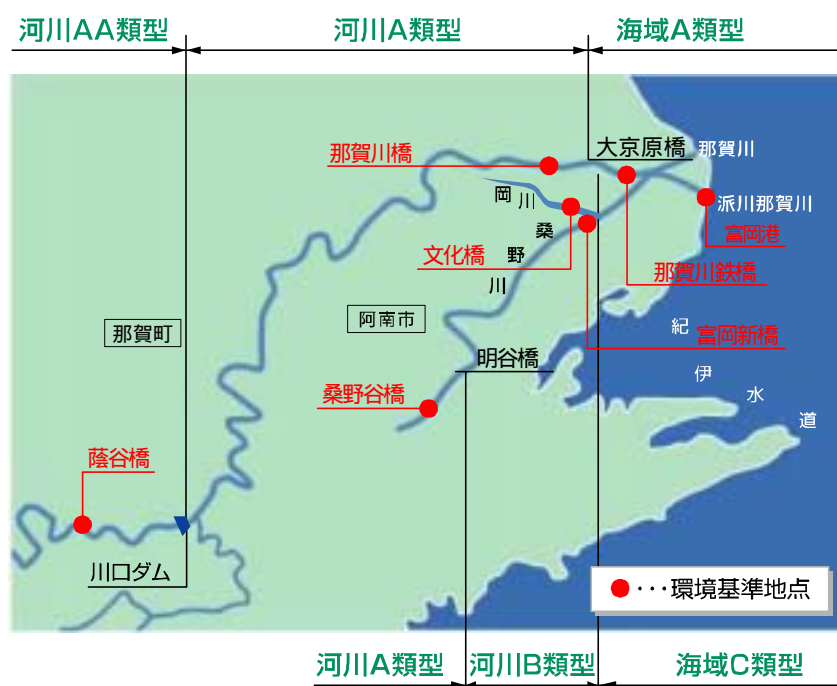 河川AA類型
河川A類型
海域A類型
那賀川橋
大京原橋
那賀川
岡川
派川那賀川
富岡港
文化橋
桑野川
那賀川鉄橋
那賀町
阿南市
富岡新橋
紀伊水道
明谷橋
桑野谷橋
蔭谷橋
川口ダム
●･･･環境基準地点
河川A類型
河川B類型
海域C類型